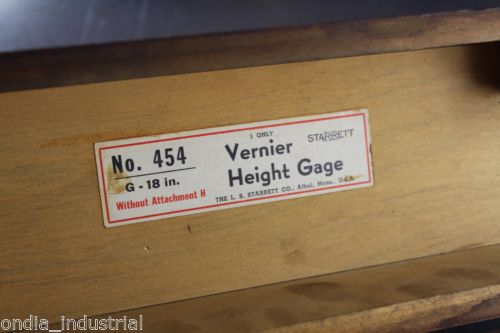 1 ONLY
No. 454
G - 18 in.
Without Attachment H
Vernier
Height Gage
STARRETT
THE L. S. STARRETT CO., Athol, Mass., U.S.A.
ondia_industrial